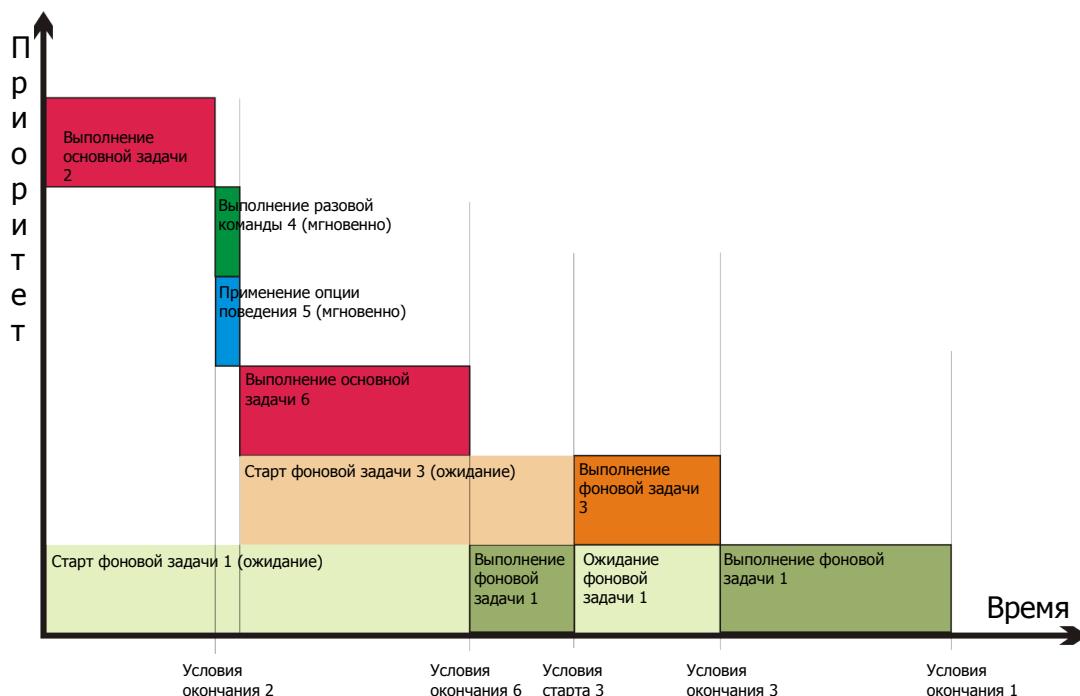 Приоритет
Выполнение
основной задачи
2
Выполнение разовой
команды 4 (мгновенно)
Применение опции
поведения 5 (мгновенно)
Выполнение основной
задачи 6
Старт фоновой задачи 3 (ожидание)
Выполнение
фоновой задачи
3
Старт фоновой задачи 1 (ожидание)
Выполнение
фоновой
задачи 1
Ожидание
фоновой
задачи 1
Выполнение фоновой
задачи 1
Время
Условия
окончания 2
Условия
окончания 6
Условия
старта 3
Условия
окончания 3
Условия
окончания 1